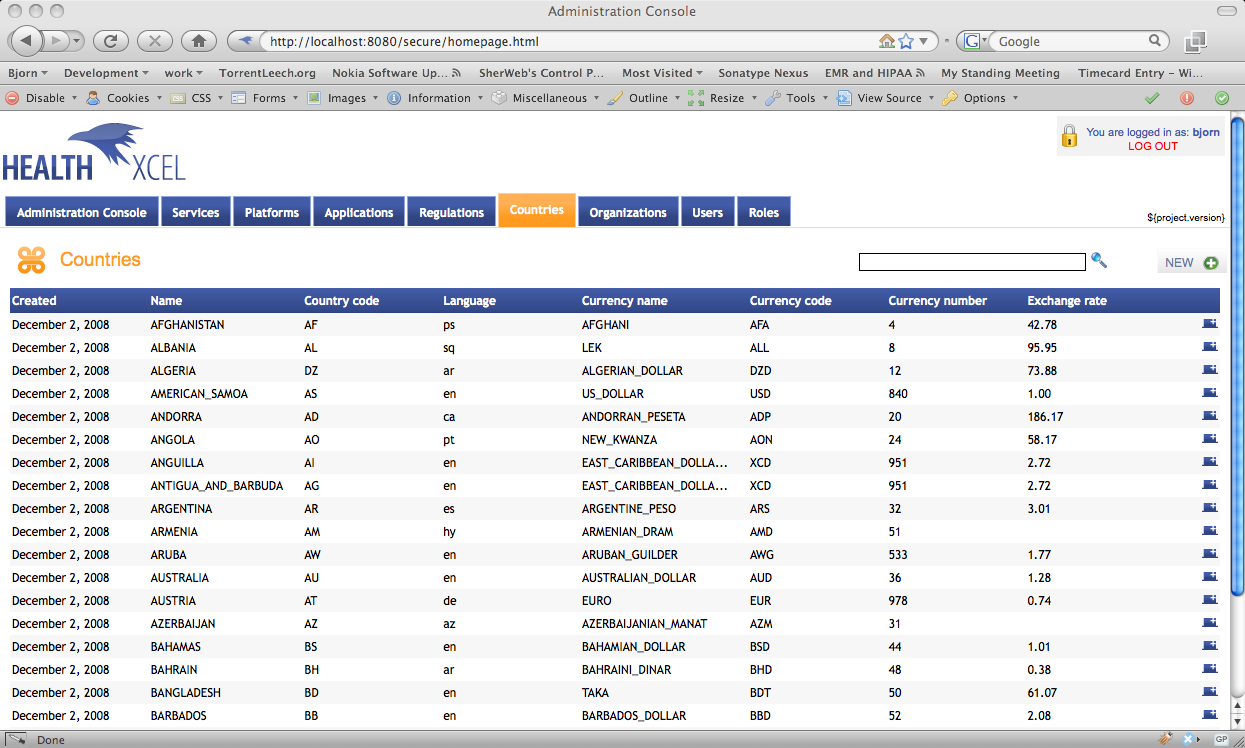 Administration Console
http://localhost:8080/secure/homepage.html
G Google
Bjorn Development work TorrentLeech.org Nokia Software Up... SherWeb's Control P... Most Visited Sonatype Nexus EMR and HIPAA My Standing Meeting Timecard Entry – Wi...
Disable Cookies CSS CSS Forms Images Information Miscellaneous Outline Resize Tools View Source Options
HEALTH XCEL
You are logged in as: bjorn
LOG OUT
Administration Console Services Platforms Applications Regulations Countries Organizations Users Roles
${project.version}
Countries
NEW
Created Name Country code Language Currency name Currency code Currency number Exchange rate
December 2, 2008 AFGHANISTAN AF ps AFGHANI AFA 4 42.78
December 2, 2008 ALBANIA AL sq LEK ALL 8 95.95
December 2, 2008 ALGERIA DZ ar ALGERIAN_DOLLAR DZD 12 73.88
December 2, 2008 AMERICAN_SAMOA AS en US_DOLLAR USD 840 1.00
December 2, 2008 ANDORRA AD ca ANDORRAN_PESETA ADP 20 186.17
December 2, 2008 ANGOLA AO pt NEW_KWANZA AON 24 58.17
December 2, 2008 ANGUILLA AI en EAST_CARIBBEAN_DOLLA... XCD 951 2.72
December 2, 2008 ANTIGUA_AND_BARBUDA AG en EAST_CARIBBEAN_DOLLA... XCD 951 2.72
December 2, 2008 ARGENTINA AR es ARGENTINE_PESO ARS 32 3.01
December 2, 2008 ARMENIA AM hy ARMENIAN_DRAM AMD 51
December 2, 2008 ARUBA AW en ARUBAN_GUILDER AWG 533 1.77
December 2, 2008 AUSTRALIA AU en AUSTRALIAN_DOLLAR AUD 36 1.28
December 2, 2008 AUSTRIA AT de EURO EUR 978 0.74
December 2, 2008 AZERBAIJAN AZ az AZERBAIJANIAN_MANAT AZM 31
December 2, 2008 BAHAMAS BS en BAHAMIAN_DOLLAR BSD 44 1.01
December 2, 2008 BAHRAIN BH ar BAHRAINI_DINAR BHD 48 0.38
December 2, 2008 BANGLADESH BD en TAKA BDT 50 61.07
December 2, 2008 BARBADOS BB en BARBADOS_DOLLAR BBD 52 2.08
Done
GP